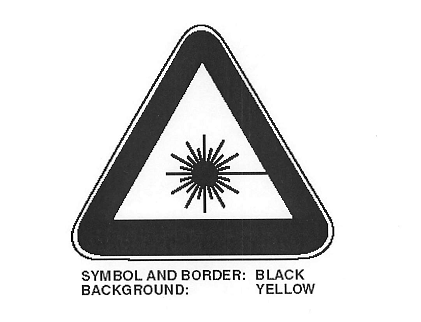 SYMBOL AND BORDER: BLACK
BACKGROUND: YELLOW